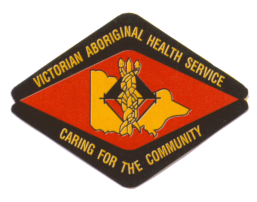 VICTORIAN ABORIGINAL HEALTH SERVICE
CARING FOR THE COMMUNITY